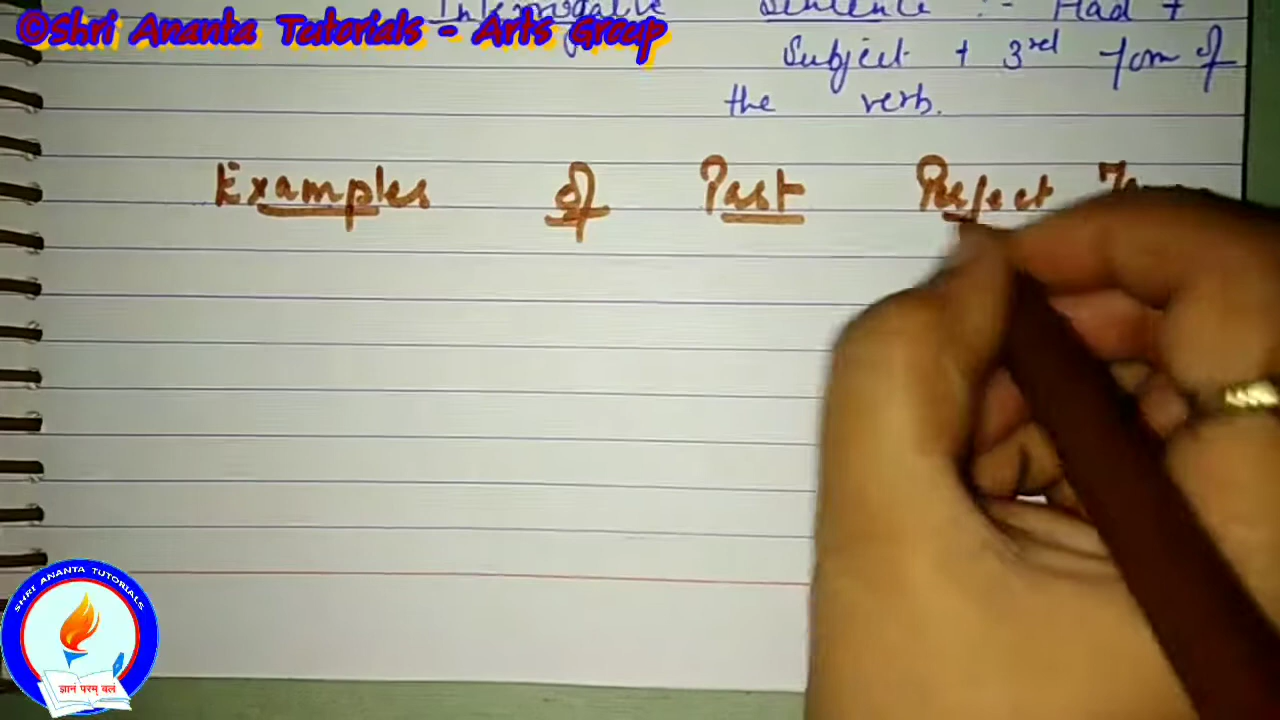 ©Shri Ananta Tutorials - Arts Group
Interrogative Sentence :- Had +
Subject + 3rd form of
the verb.
Examples of Past Perfect
SHRI ANANTA TUTORIALS
ज्ञानं परमं बलं